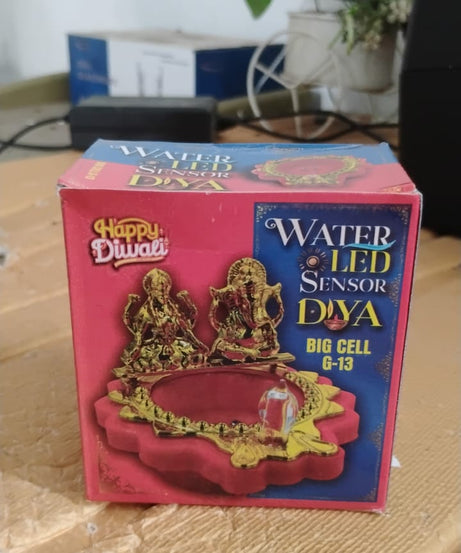 WATER
LED
SENSOR
DIYA
Happy
Diwali
WATER
LED
SENSOR
DIYA
BIG CELL
G-13